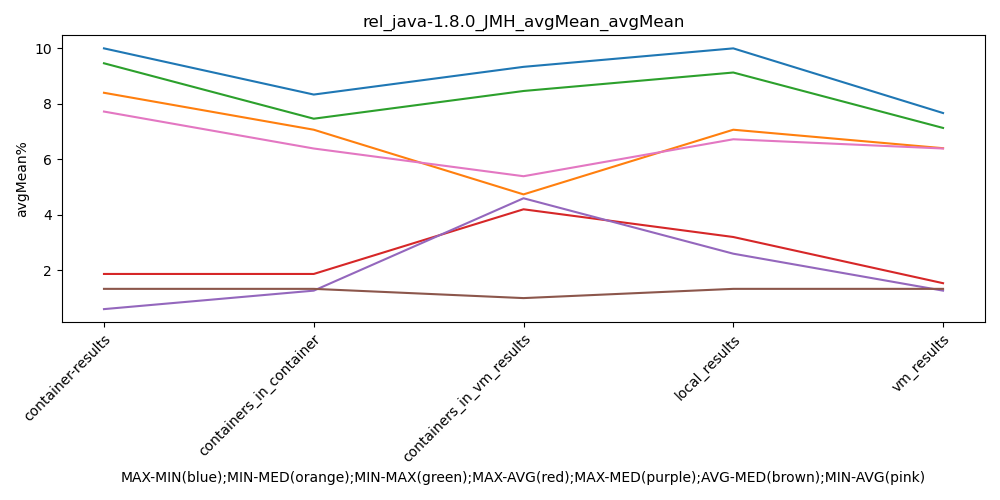 rel_java-1.8.0_JMH_avgMean_avgMean
avgMean%
10
8
6
4
2
container-results
containers_in_container
containers_in_vm_results
local_results
vm_results
MAX-MIN(blue);MIN-MED(orange);MIN-MAX(green);MAX-AVG(red);MAX-MED(purple);AVG-MED(brown);MIN-AVG(pink)